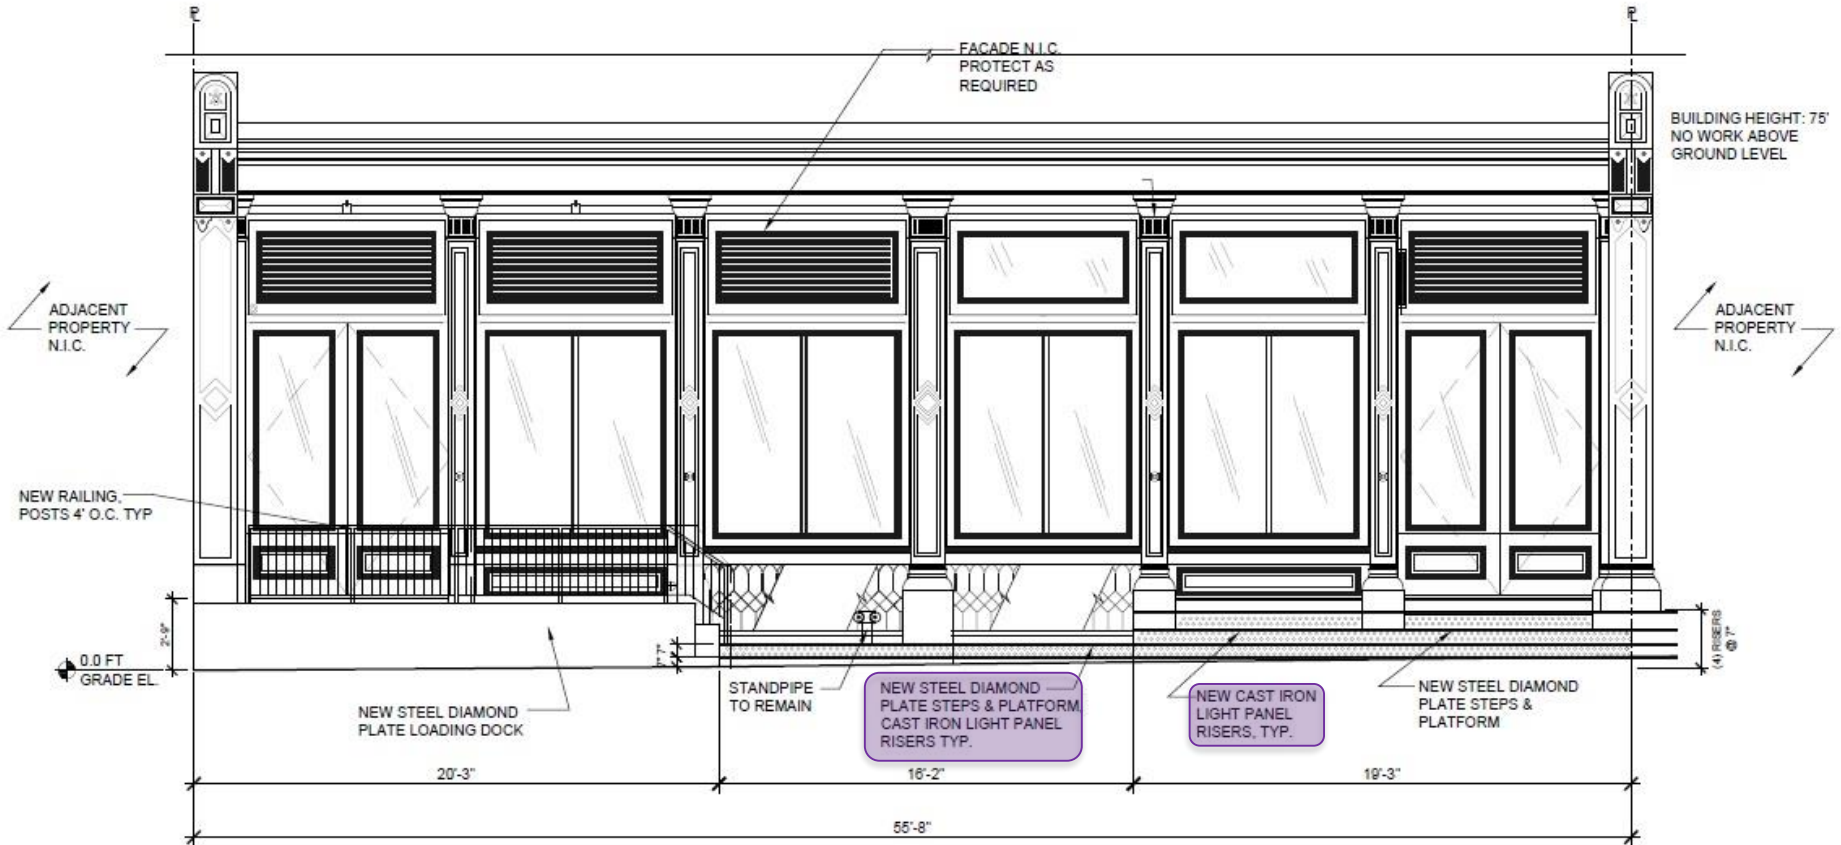 ℄
℄
FACADE N.I.C.
PROTECT AS
REQUIRED
BUILDING HEIGHT: 75'
NO WORK ABOVE
GROUND LEVEL
ADJACENT
PROPERTY
N.I.C.
ADJACENT
PROPERTY
N.I.C.
NEW RAILING,
POSTS 4' O.C. TYP
2'-9"
7" 7"
(4) RISERS
@ 7"
0.0 FT
GRADE EL.
NEW STEEL DIAMOND
PLATE LOADING DOCK
STANDPIPE
TO REMAIN
NEW STEEL DIAMOND
PLATE STEPS & PLATFORM,
CAST IRON LIGHT PANEL
RISERS TYP.
NEW CAST IRON
LIGHT PANEL
RISERS, TYP.
NEW STEEL DIAMOND
PLATE STEPS &
PLATFORM
20'-3"
16'-2"
19'-3"
55'-8"